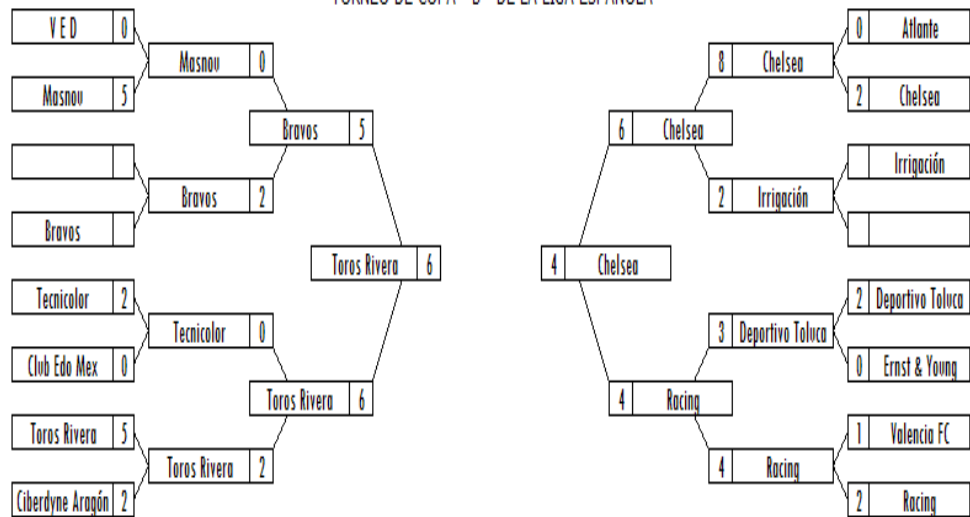 TORNEO DE COPA "B" DE LA LIGA ESPAÑOLA
V E D 0
Masnou 5
Bravos
Tecnicolor 2
Club Edo Mex 0
Toros Rivera 5
Ciberdyne Aragón 2
Masnou 0
Bravos 2
Tecnicolor 0
Toros Rivera 2
Bravos 5
Toros Rivera 6
Toros Rivera 6
4 Chelsea
6 Chelsea
4 Racing
8 Chelsea
2 Irrigación
3 Deportivo Toluca
4 Racing
0 Atlante
2 Chelsea
Irrigación
2 Deportivo Toluca
0 Ernst & Young
1 Valencia FC
2 Racing